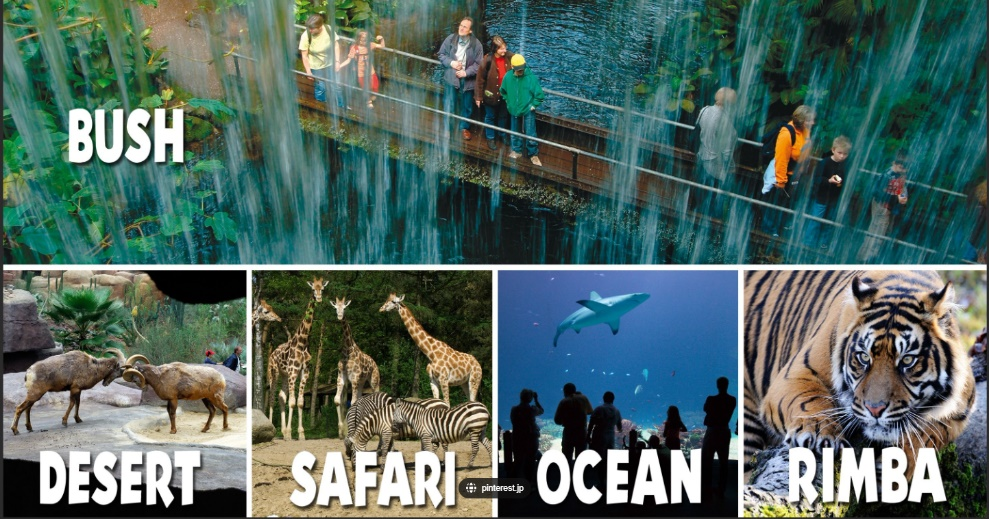 BUSH
DESERT
SAFARI
OCEAN
RIMBA
pinterest.jp